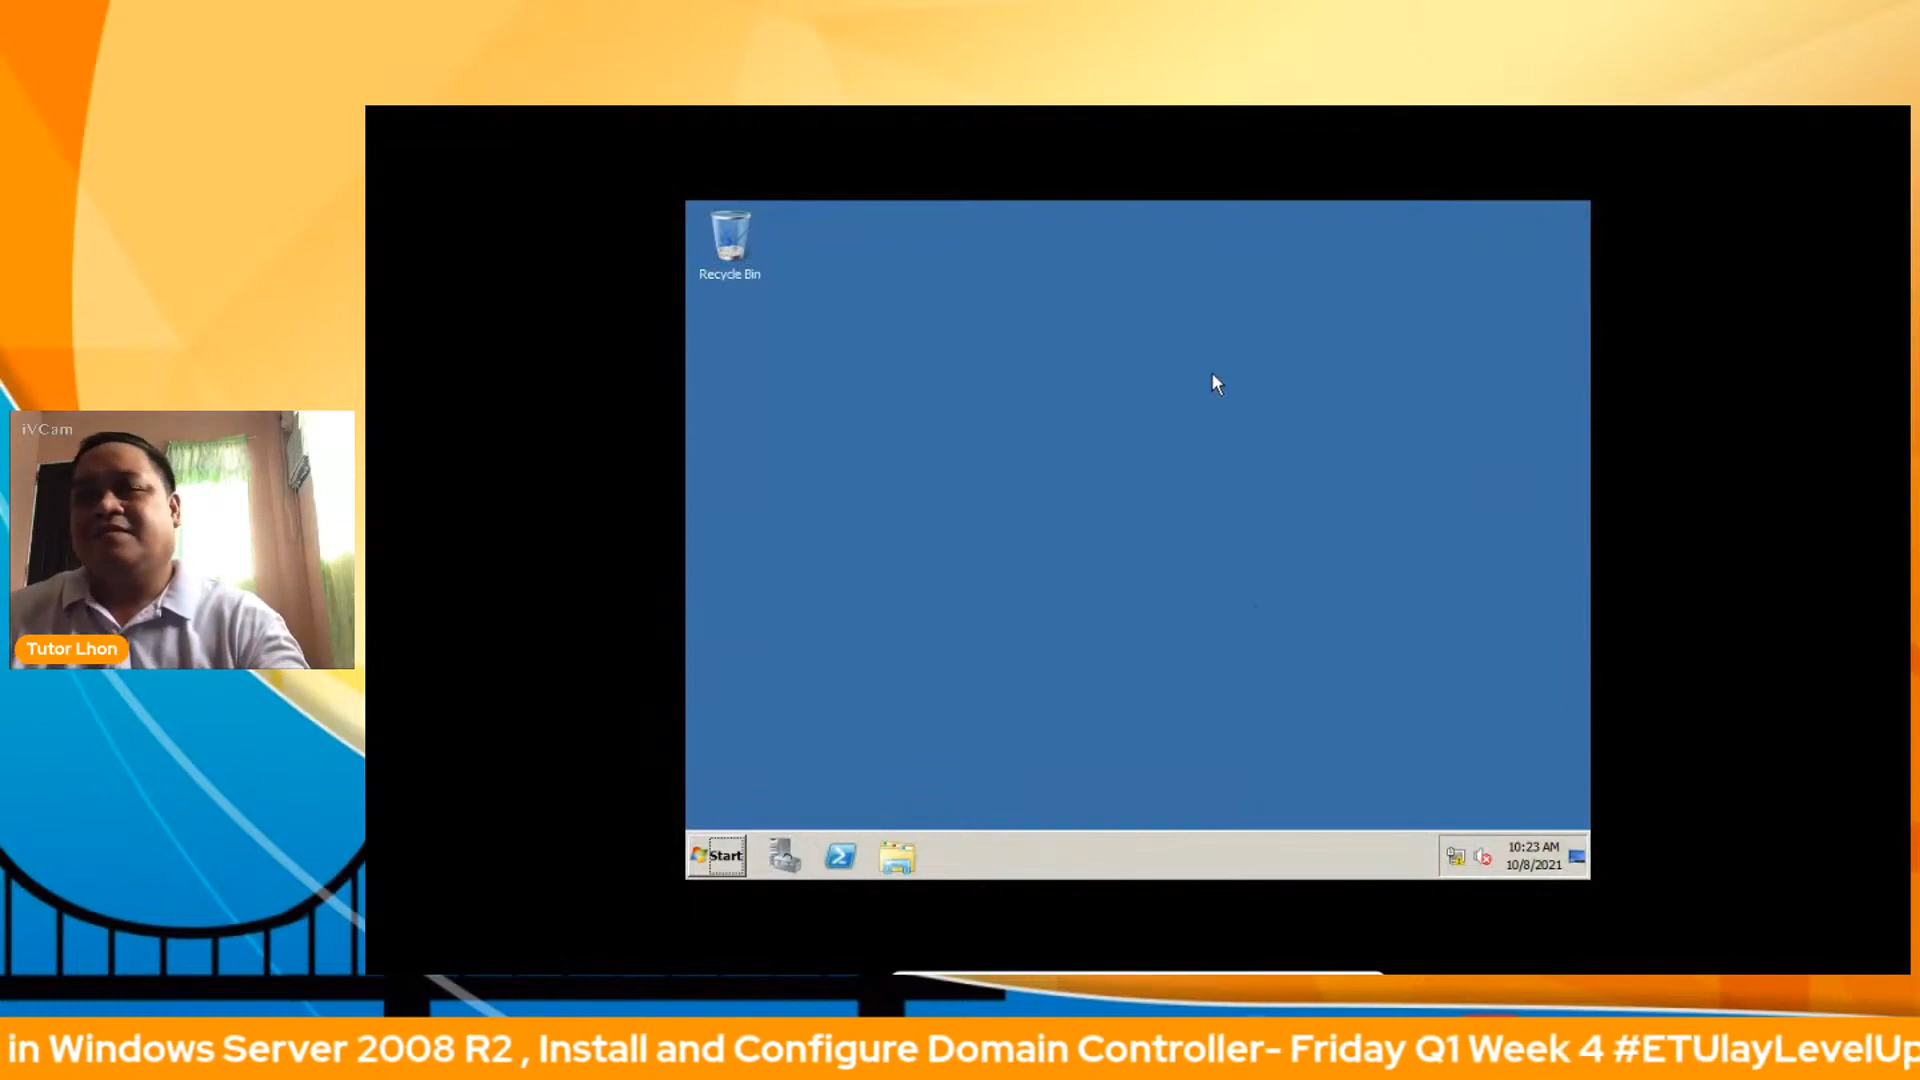 Recycle Bin
iVCam
Tutor Lhon
Start
10:23 AM
10/8/2021
in Windows Server 2008 R2 , Install and Configure Domain Controller- Friday Q1 Week 4 #ETUlayLevelUp